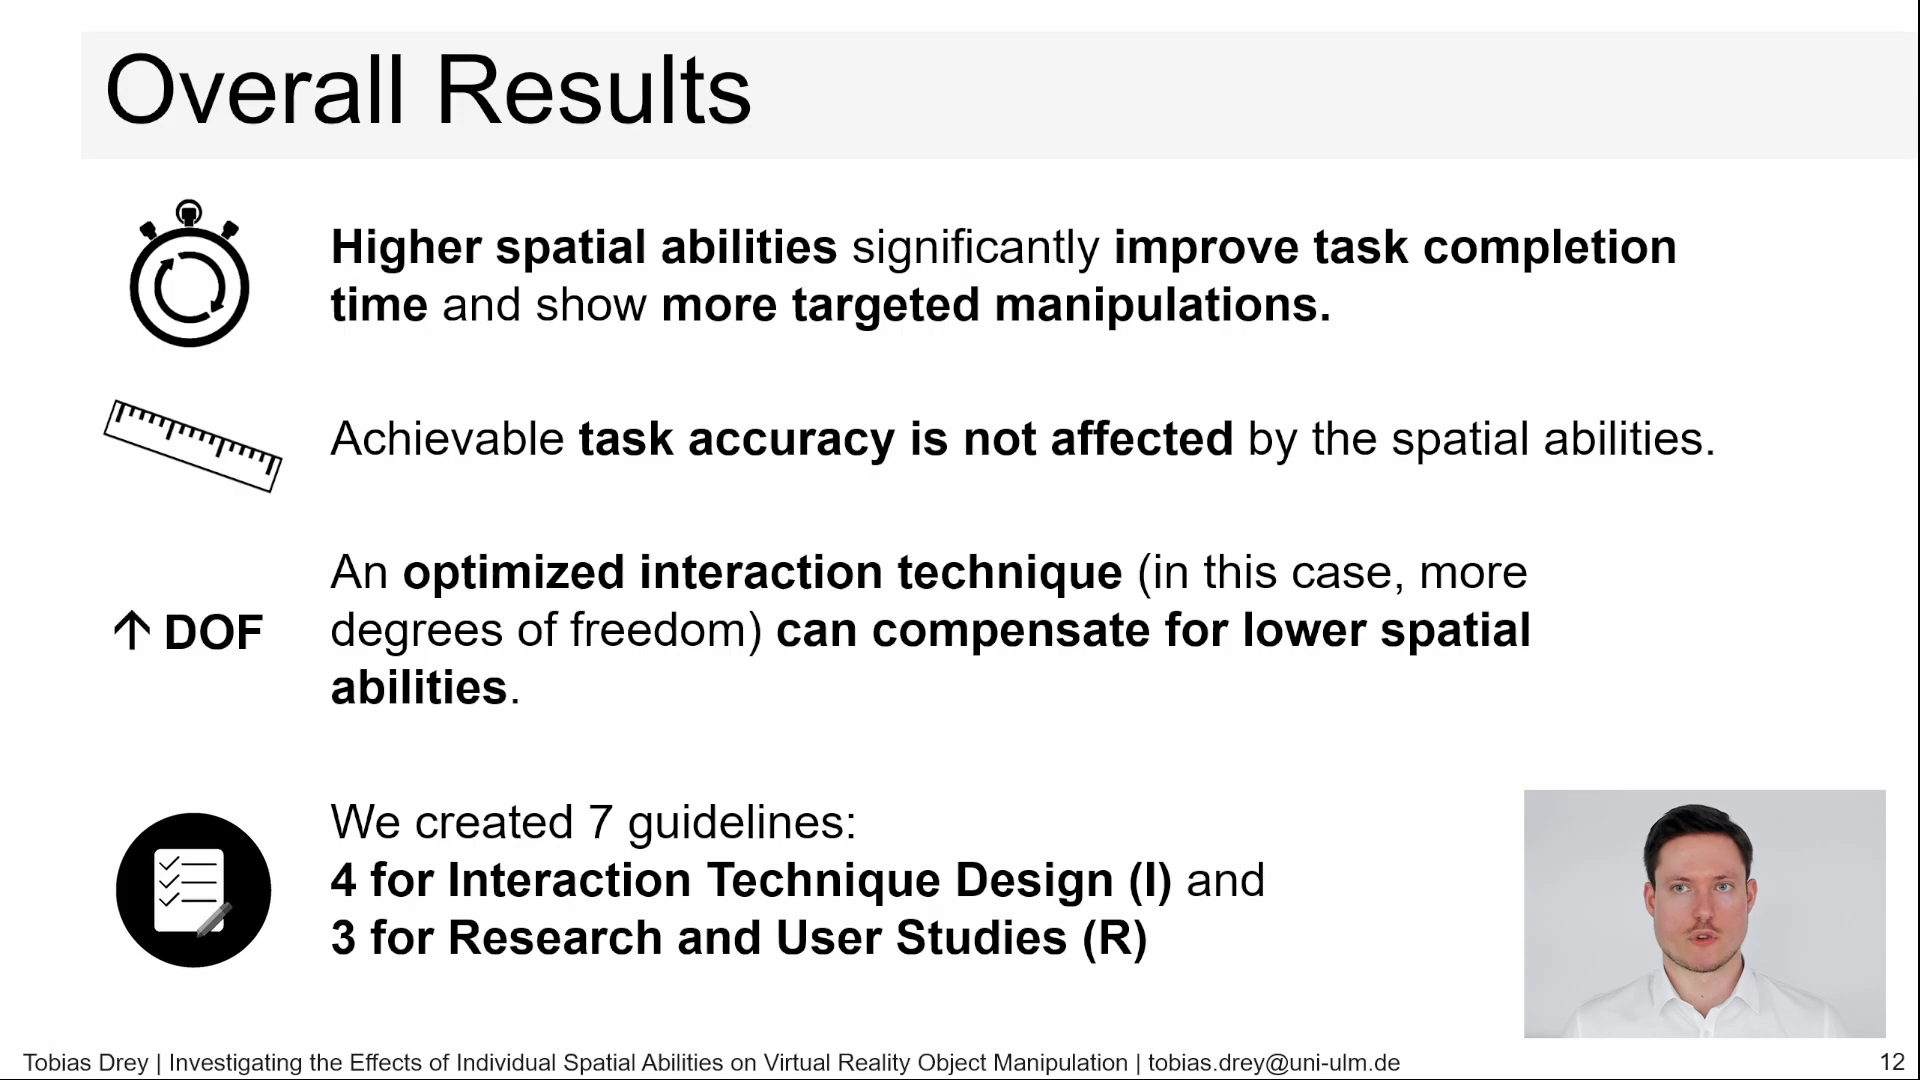 Overall Results
Higher spatial abilities significantly improve task completion
time and show more targeted manipulations.
Achievable task accuracy is not affected by the spatial abilities.
An optimized interaction technique (in this case, more
↑ DOF
degrees of freedom) can compensate for lower spatial
abilities.
We created 7 guidelines:
4 for Interaction Technique Design (I) and
3 for Research and User Studies (R)
Tobias Drey | Investigating the Effects of Individual Spatial Abilities on Virtual Reality Object Manipulation | tobias.drey@uni-ulm.de
12